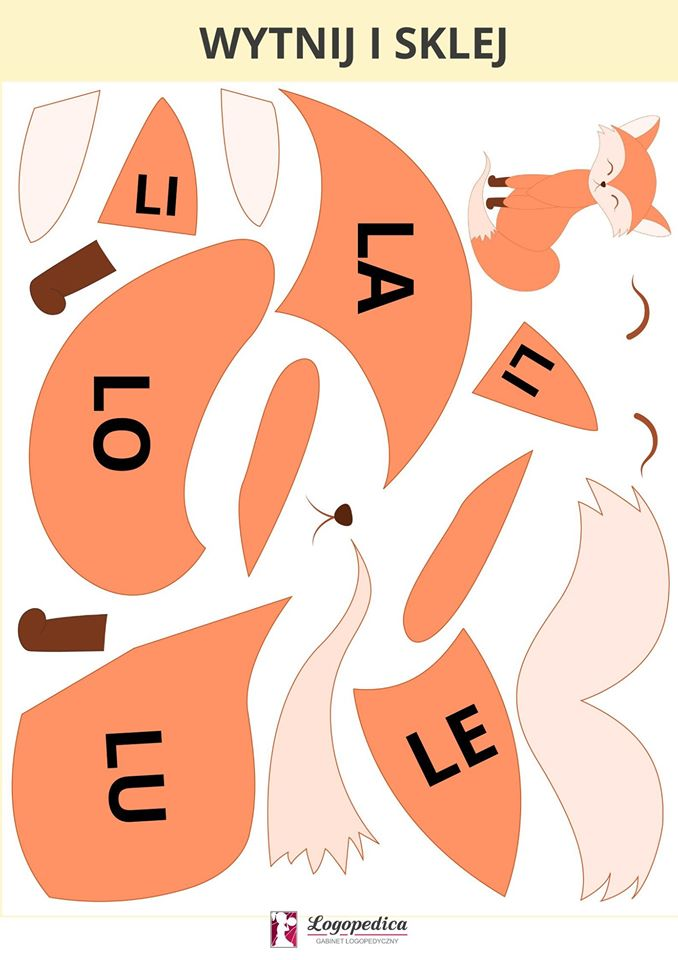 WYTNIJ I SKLEJ
LI
LA
LI
LO
LU
LE
Logopedica
GABINET LOGOPEDYCZNY